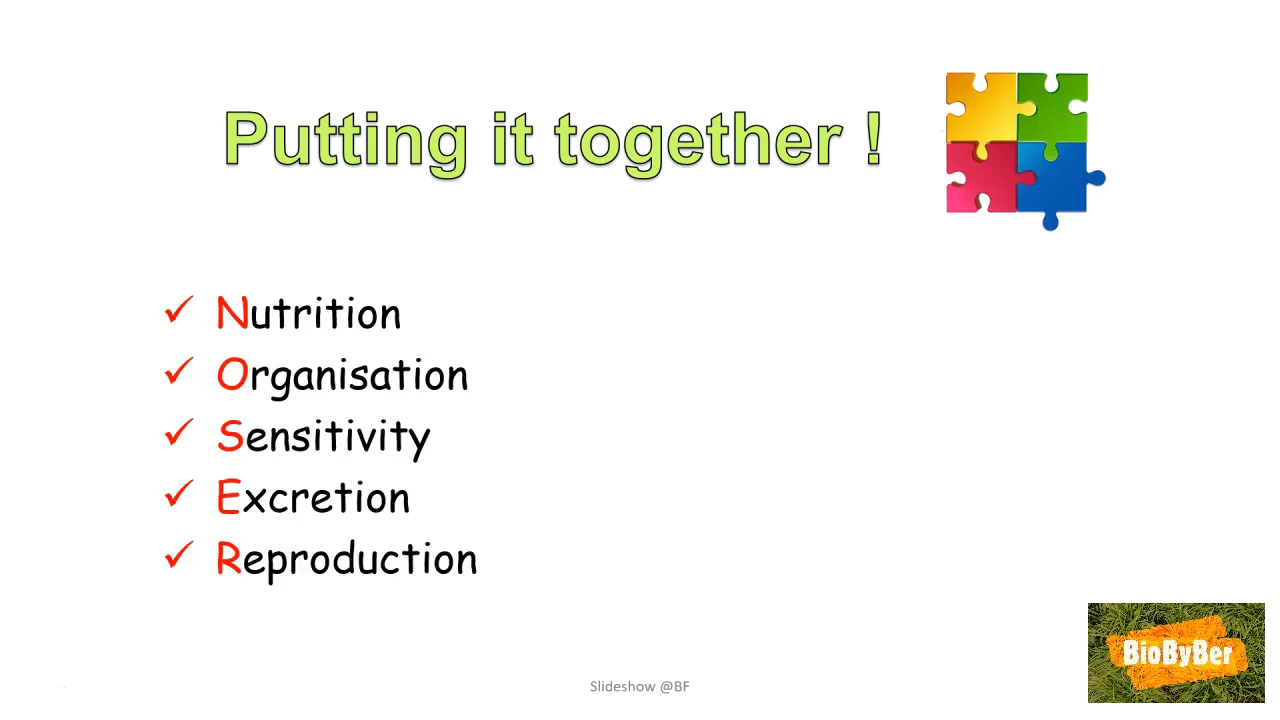 Putting it together !
Nutrition
Organisation
Sensitivity
Excretion
Reproduction
BioByBer
Slideshow @BF